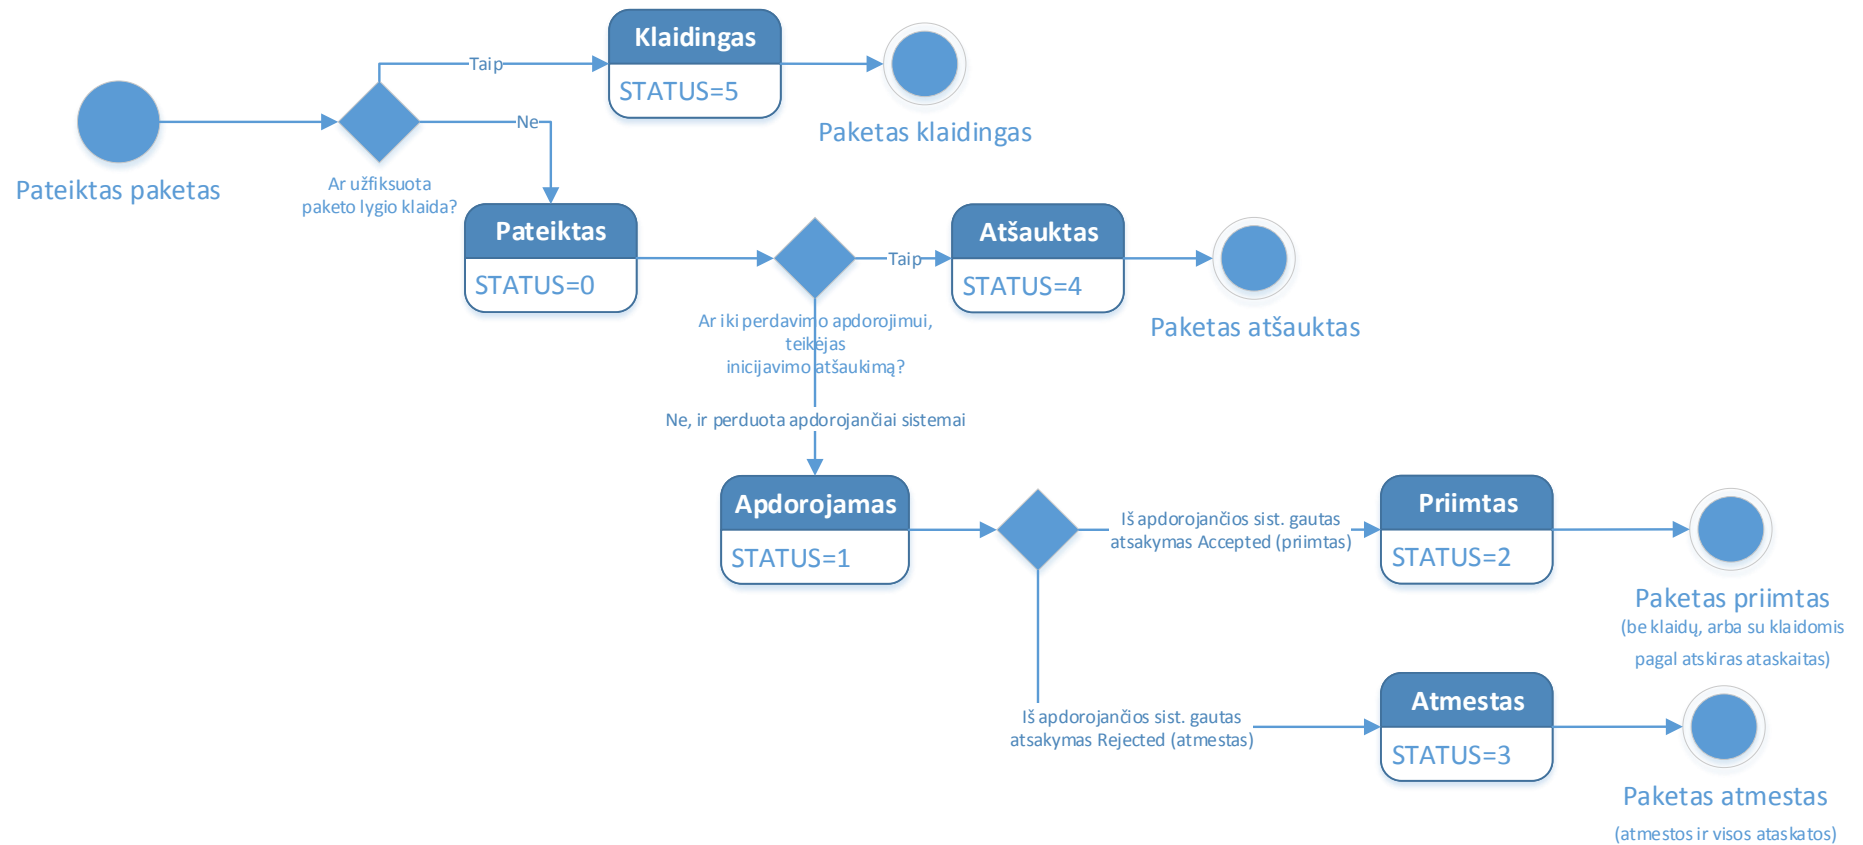 Klaidingas
STATUS=5
Taip
Ne
Paketas klaidingas
Pateiktas paketas
Ar užfiksuota
paketo lygio klaida?
Pateiktas
STATUS=0
Taip
Atšauktas
STATUS=4
Paketas atšauktas
Ar iki perdavimo apdorojimui,
teikėjas
inicijavimo atšaukimą?
Ne, ir perduota apdorojančiai sistemai
Apdorojamas
STATUS=1
Iš apdorojančios sist. gautas
atsakymas Accepted (priimtas)
Priimtas
STATUS=2
Paketas priimtas
(be klaidų, arba su klaidomis
pagal atskiras ataskaitas)
Iš apdorojančios sist. gautas
atsakymas Rejected (atmestas)
Atmestas
STATUS=3
Paketas atmestas
(atmestos ir visos ataskatos)